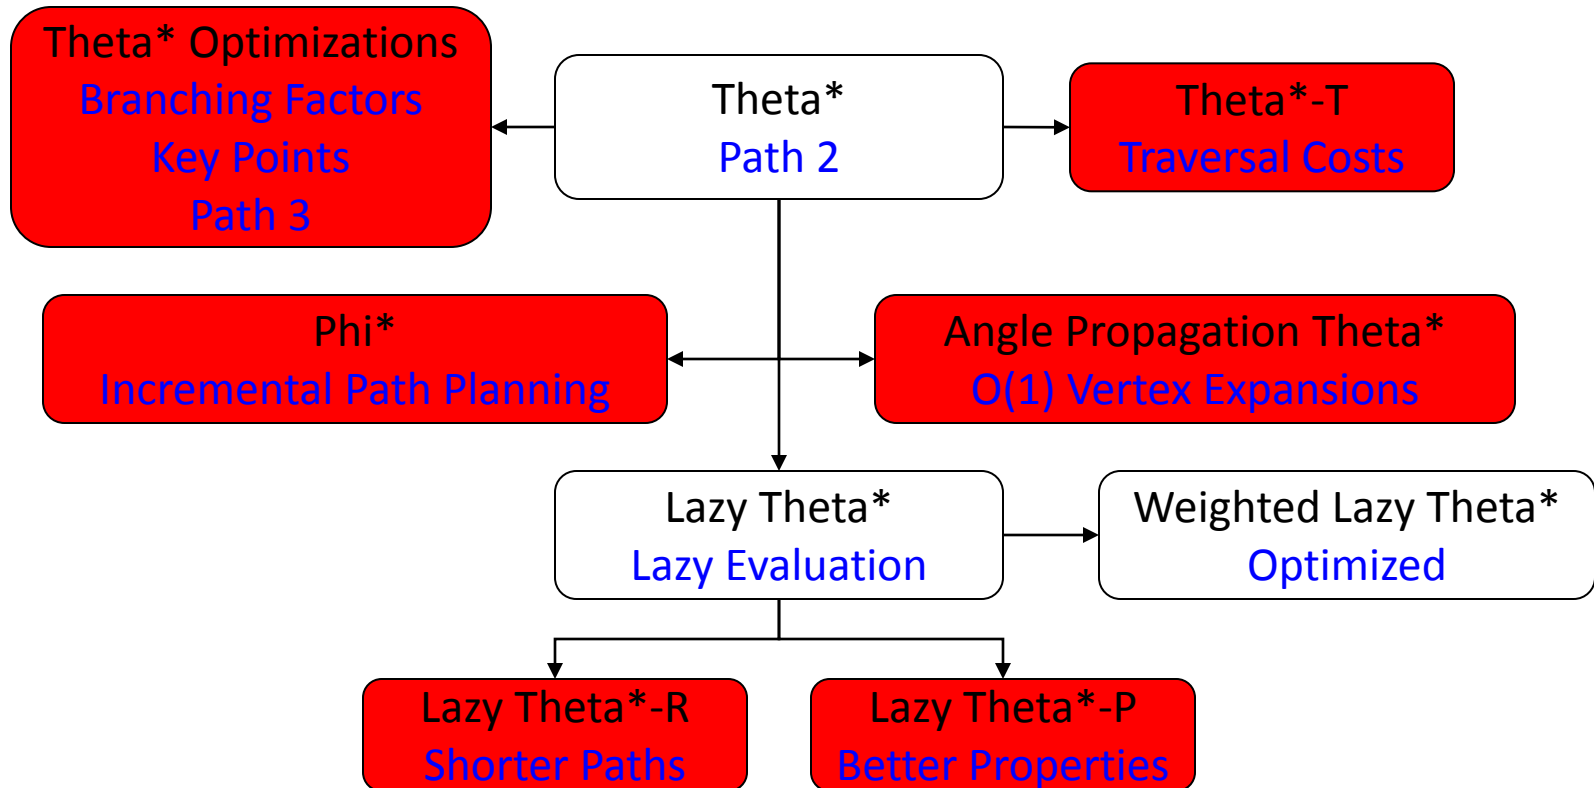 Theta* Optimizations
Branching Factors
Key Points
Path 3
Theta*
Path 2
Theta*-T
Traversal Costs
Phi*
Incremental Path Planning
Angle Propagation Theta*
O(1) Vertex Expansions
Lazy Theta*
Lazy Evaluation
Weighted Lazy Theta*
Optimized
Lazy Theta*-R
Shorter Paths
Lazy Theta*-P
Better Properties